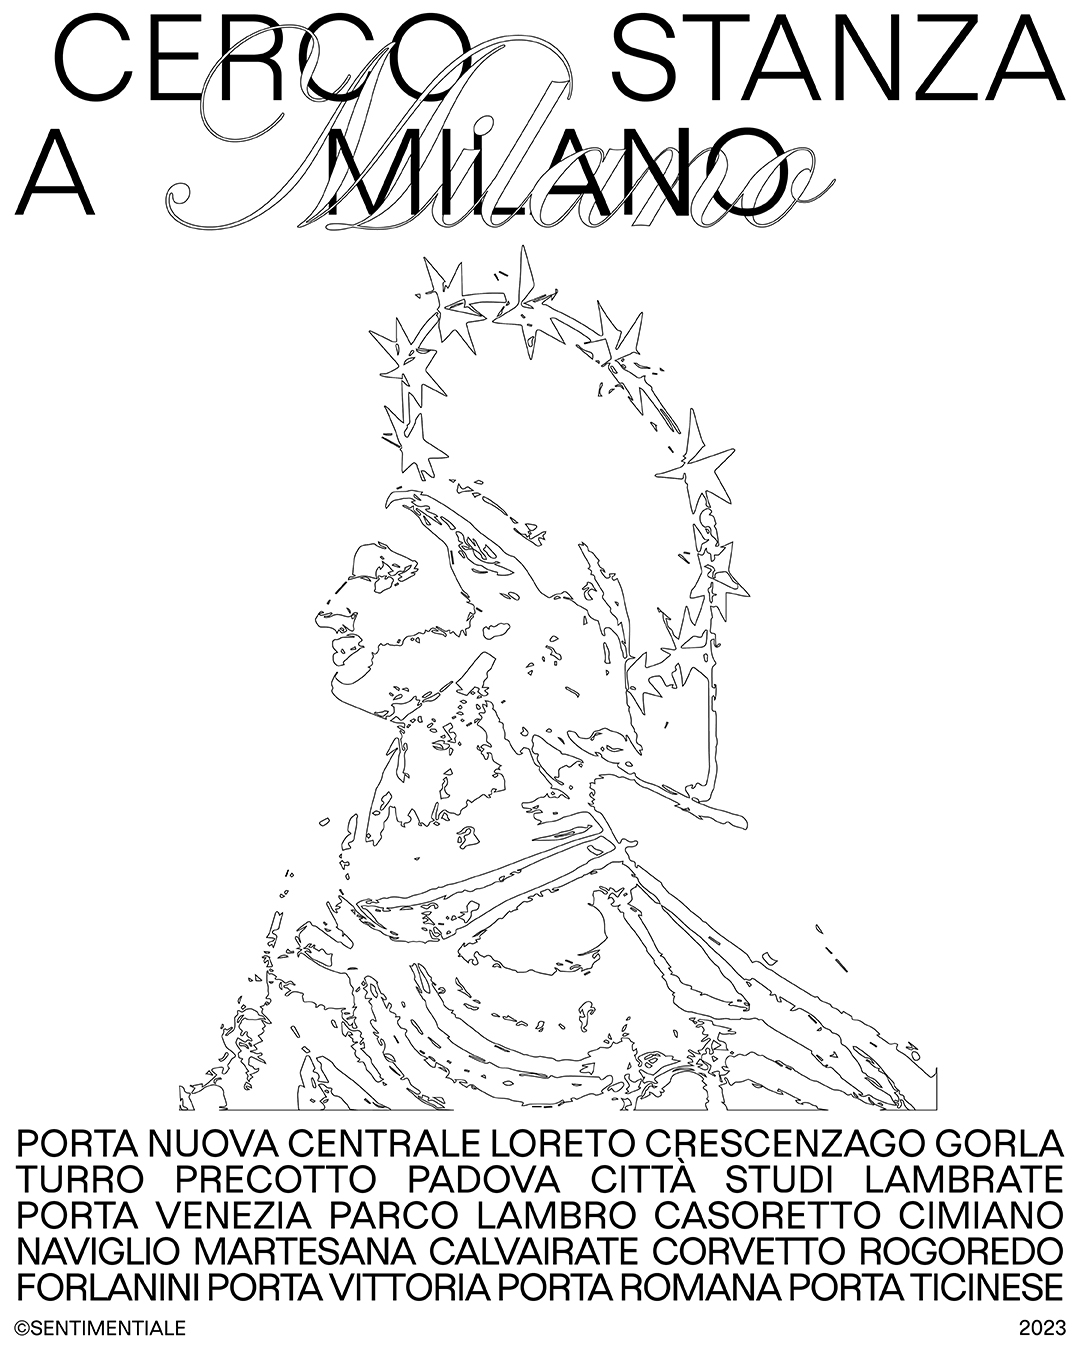 CERCO STANZA
A MILANO
Milano
PORTA NUOVA CENTRALE LORETO CRESCENZAGO GORLA
TURRO PRECOTTO PADOVA CITTÀ STUDI LAMBRATE
PORTA VENEZIA PARCO LAMBRO CASORETTO CIMIANO
NAVIGLIO MARTESANA CALVAIRATE CORVETTO ROGOREDO
FORLANINI PORTA VITTORIA PORTA ROMANA PORTA TICINESE
©SENTIMENTIALE 2023